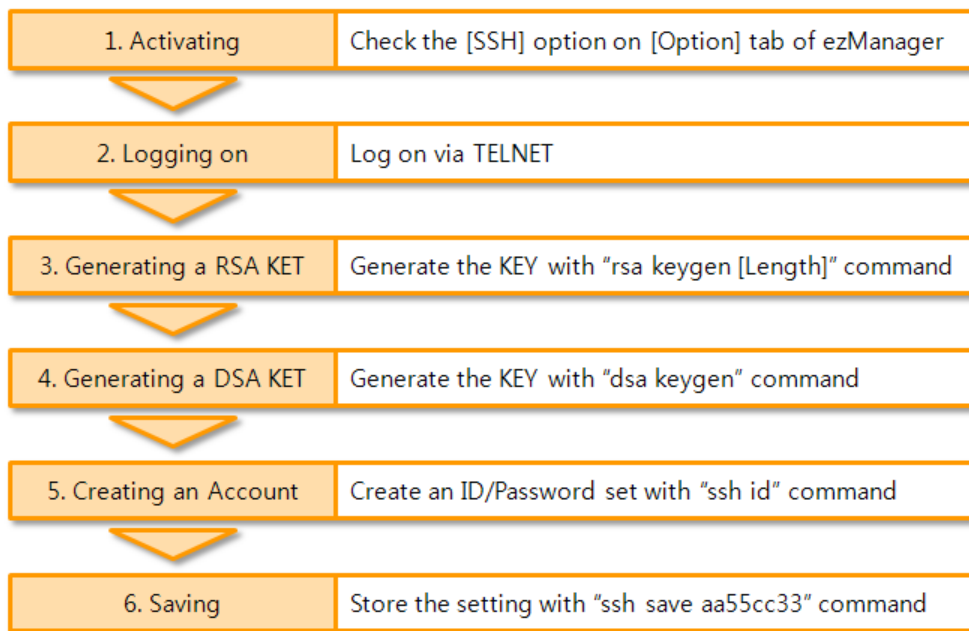 1. Activating
Check the [SSH] option on [Option] tab of ezManager
2. Logging on
Log on via TELNET
3. Generating a RSA KET
Generate the KEY with “rsa keygen [Length]” command
4. Generating a DSA KET
Generate the KEY with “dsa keygen” command
5. Creating an Account
Create an ID/Password set with “ssh id” command
6. Saving
Store the setting with “ssh save aa55cc33” command